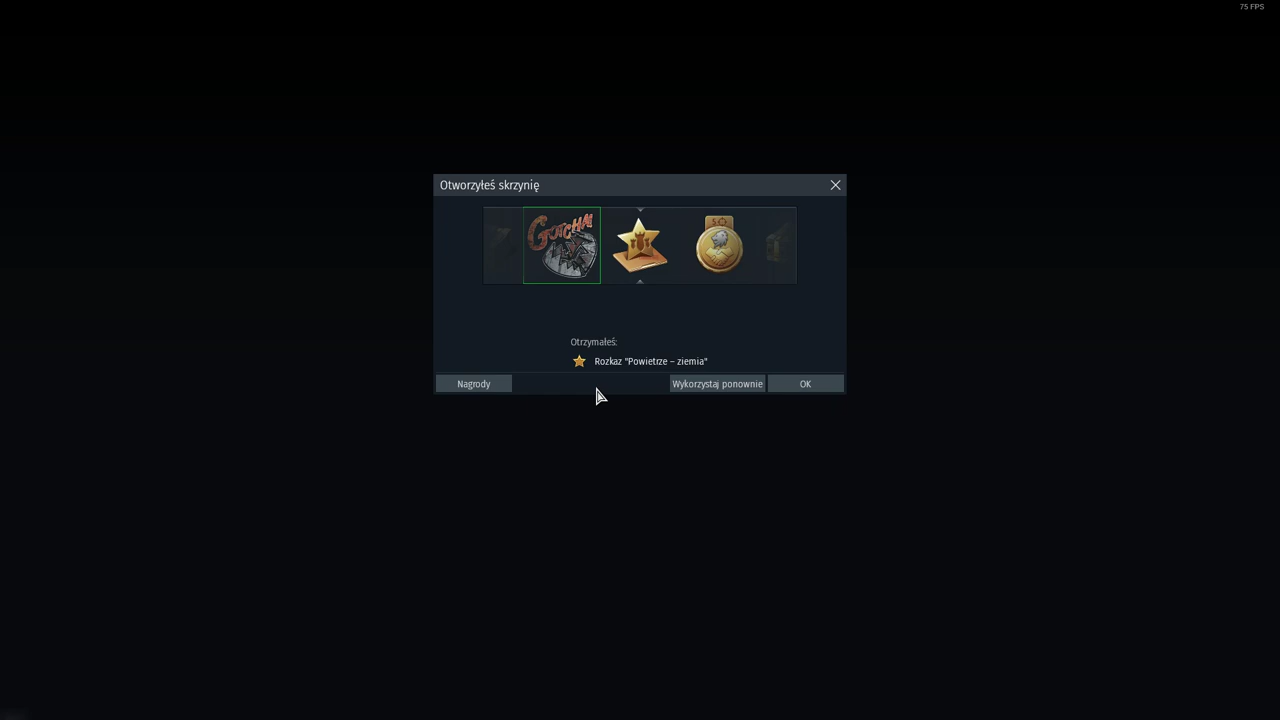 75 FPS
Otworzyłeś skrzynię
GOTCHA!
Otrzymałeś:
Rozkaz "Powietrze – ziemia"
Nagrody
Wykorzystaj ponownie
OK